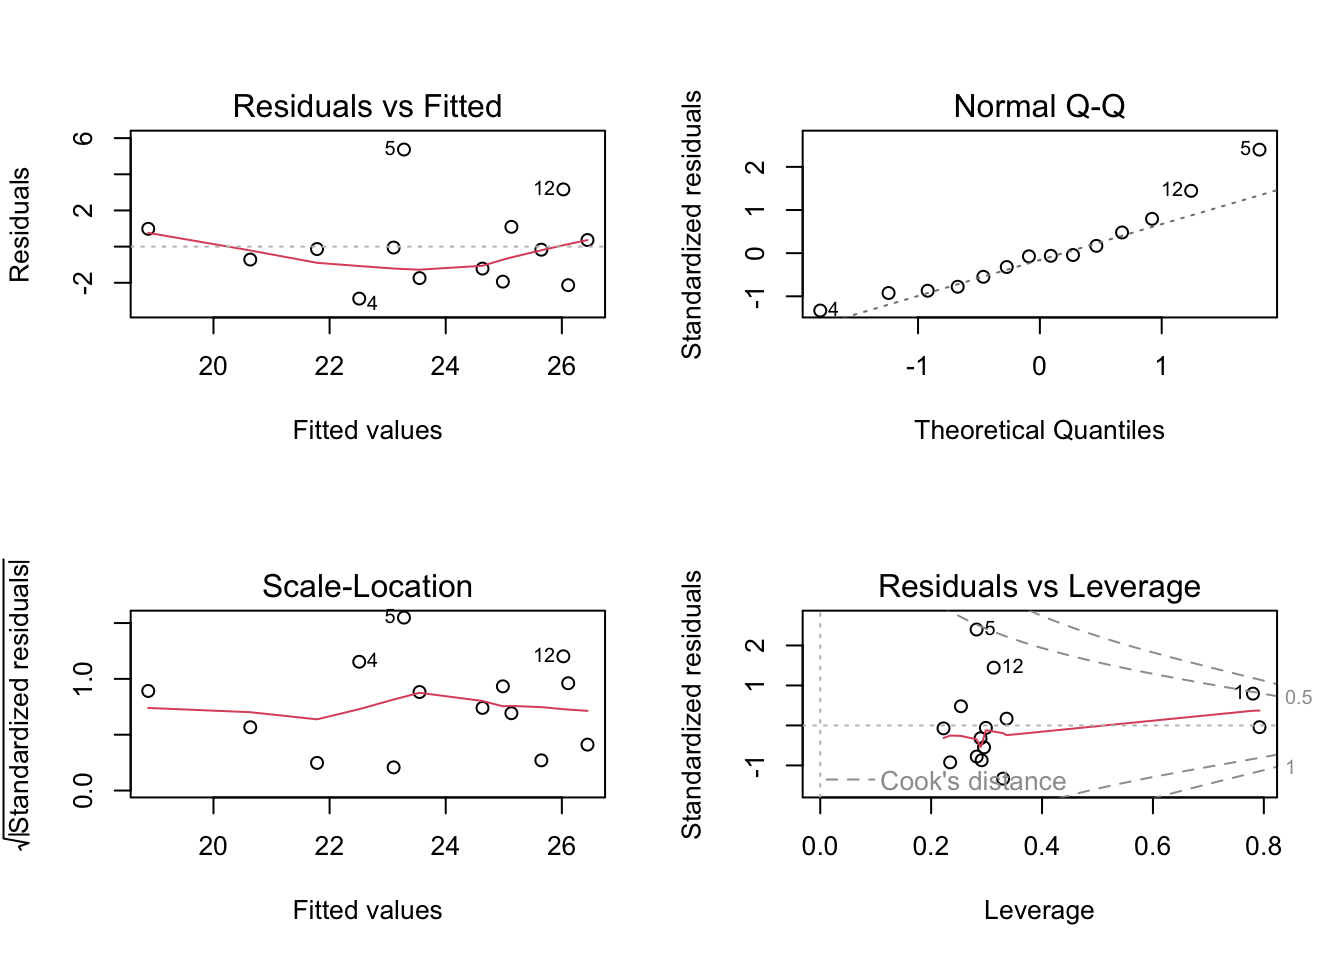 Residuals vs Fitted
Residuals
6
2
-2
5
12
4
20 22 24 26
Fitted values
Normal Q-Q
Standardized residuals
2
1
0
-1
5
12
4
-1 0 1
Theoretical Quantiles
Scale-Location
√|Standardized residuals|
1.0
0.0
5
4
12
20 22 24 26
Fitted values
Residuals vs Leverage
Standardized residuals
2
1
-1
5
12
1
0.5
1
Cook's distance
0.0 0.2 0.4 0.6 0.8
Leverage